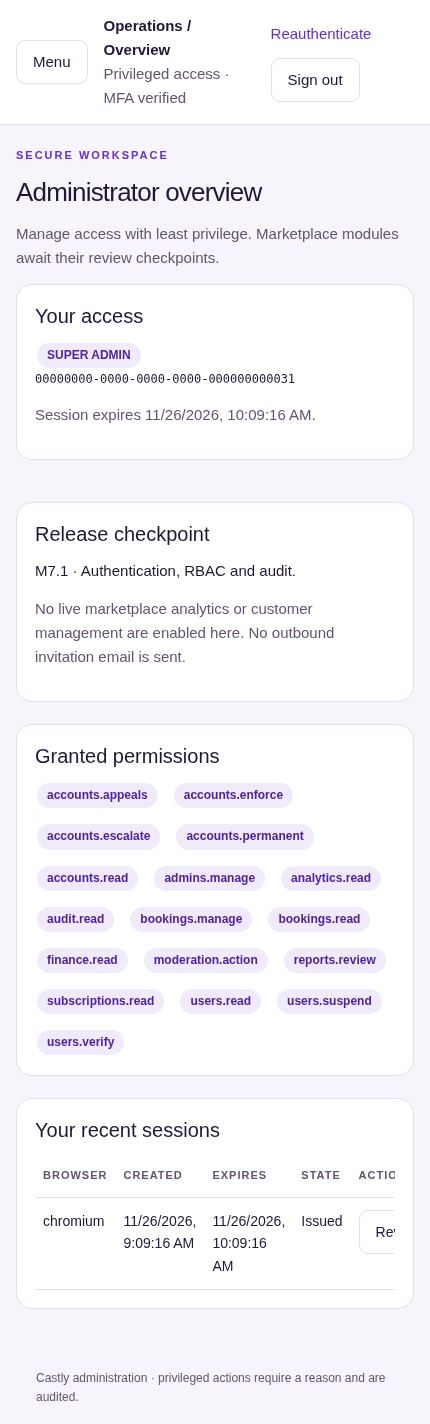 Menu
Operations /
Overview
Privileged access ·
MFA verified
Reauthenticate
Sign out
SECURE WORKSPACE
Administrator overview
Manage access with least privilege. Marketplace modules
await their review checkpoints.
Your access
SUPER ADMIN
00000000-0000-0000-0000-000000000031
Session expires 11/26/2026, 10:09:16 AM.
Release checkpoint
M7.1 · Authentication, RBAC and audit.
No live marketplace analytics or customer
management are enabled here. No outbound
invitation email is sent.
Granted permissions
accounts.appeals accounts.enforce
accounts.escalate accounts.permanent
accounts.read admins.manage analytics.read
audit.read bookings.manage bookings.read
finance.read moderation.action reports.review
subscriptions.read users.read users.suspend
users.verify
Your recent sessions
BROWSER CREATED EXPIRES STATE ACTIO
chromium 11/26/2026, 11/26/2026, Issued Rev
9:09:16 AM 10:09:16
AM
Castly administration · privileged actions require a reason and are
audited.